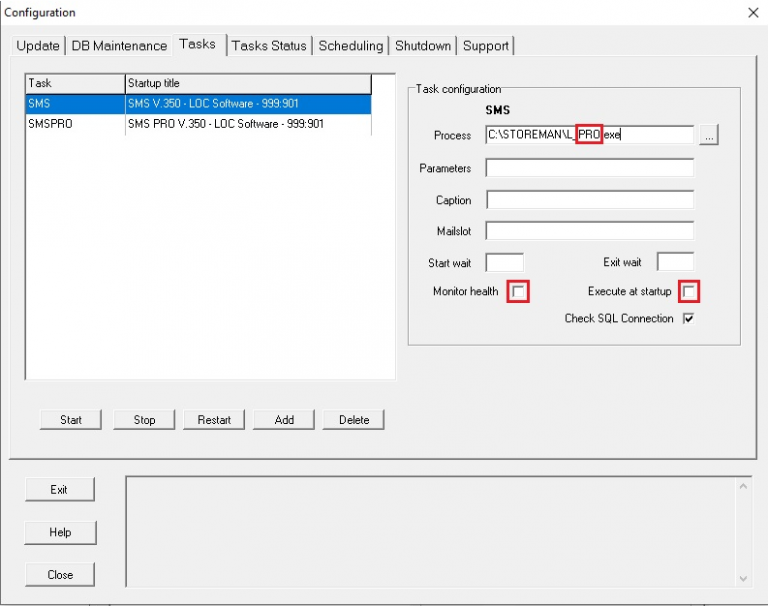 Configuration
Update DB Maintenance Tasks Tasks Status Scheduling Shutdown Support
Task Startup title
SMS SMS V.350 - LOC Software - 999:901
SMSPRO SMS PRO V.350 - LOC Software - 999:901
Task configuration
SMS
Process C:\STOREMAN\L_PRO.exe ...
Parameters
Caption
Mailslot
Start wait Exit wait
Monitor health Execute at startup
Check SQL Connection
Start Stop Restart Add Delete
Exit
Help
Close